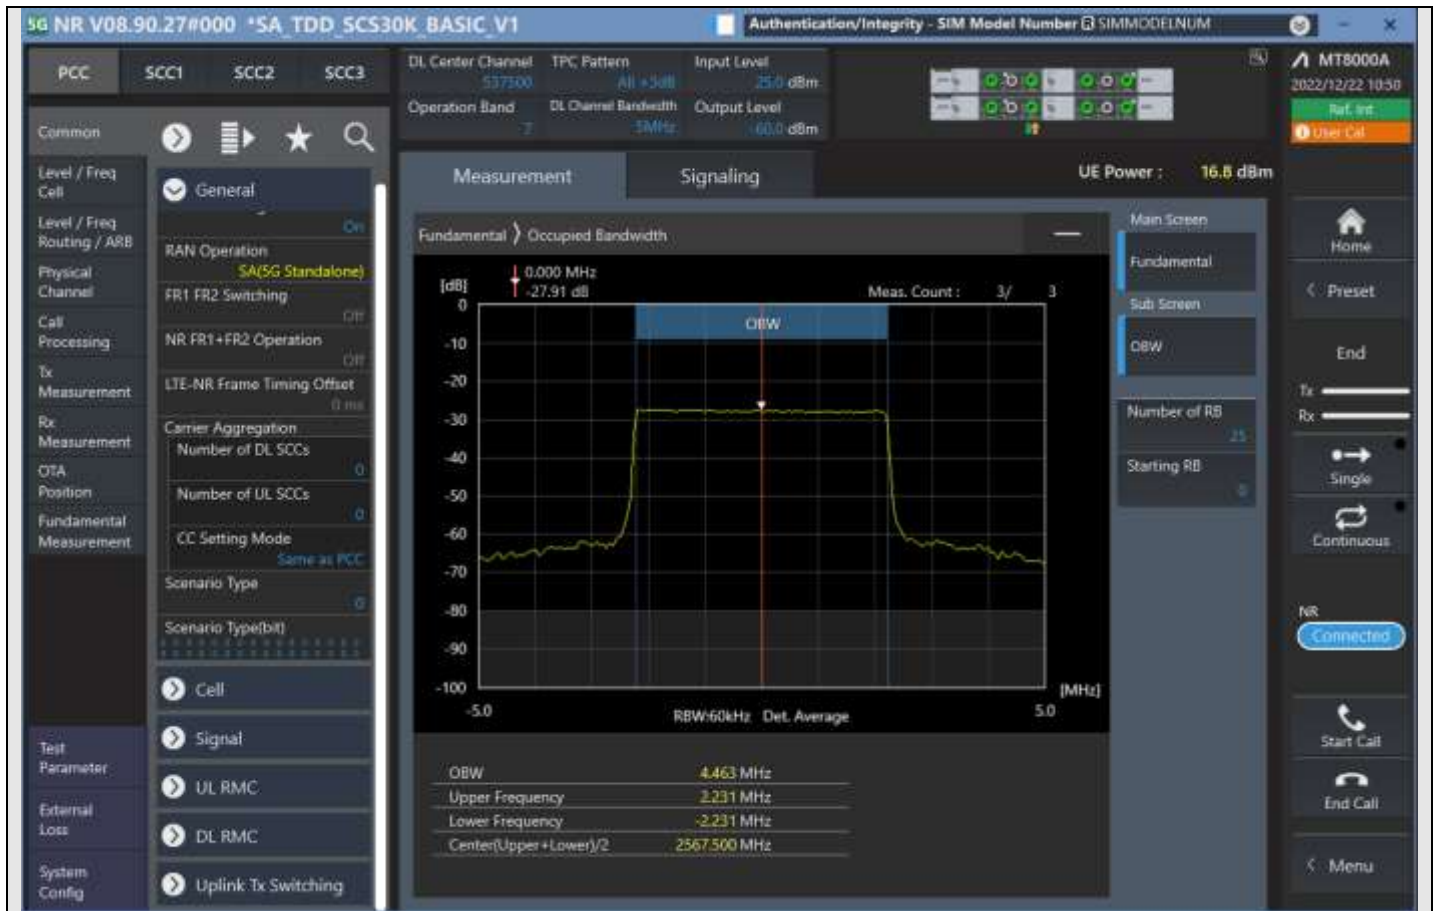 5G NR V08.90.27#000 *SA_TDD_SCS30K_BASIC_V1
Authentication/Integrity - SIM Model Number SIMMODELNUM
PCC SCC1 SCC2 SCC3
DL Center Channel TPC Pattern Input Level
537500 All +3dB 25.0 dBm
Operation Band DL Channel Bandwidth Output Level
7 5MHz -60.0 dBm
MT8000A
2022/12/22 10:50
Ref. Int
User Cal
Common
Level / Freq
Cell
Level / Freq
Routing / ARB
Physical
Channel
Call
Processing
Tx
Measurement
Rx
Measurement
OTA
Position
Fundamental
Measurement
Test
Parameter
External
Loss
System
Config
General
On
RAN Operation
SA(5G Standalone)
FR1 FR2 Switching
Off
NR FR1+FR2 Operation
Off
LTE-NR Frame Timing Offset
0 ms
Carrier Aggregation
Number of DL SCCs
0
Number of UL SCCs
0
CC Setting Mode
Same as PCC
Scenario Type
0
Scenario Type(bit)
Cell
Signal
UL RMC
DL RMC
Uplink Tx Switching
Measurement Signaling
UE Power : 16.8 dBm
Fundamental Occupied Bandwidth
0.000 MHz
-27.91 dB
Meas. Count : 3/ 3
[dB]
OBW
0
-10
-20
-30
-40
-50
-60
-70
-80
-90
-100
[MHz]
-5.0 RBW:60kHz Det. Average 5.0
OBW 4.463 MHz
Upper Frequency 2.231 MHz
Lower Frequency -2.231 MHz
Center(Upper+Lower)/2 2567.500 MHz
Main Screen
Fundamental
Sub Screen
OBW
Number of RB
25
Starting RB
0
Home
Preset
End
Tx
Rx
Single
Continuous
NR
Connected
Start Call
End Call
Menu